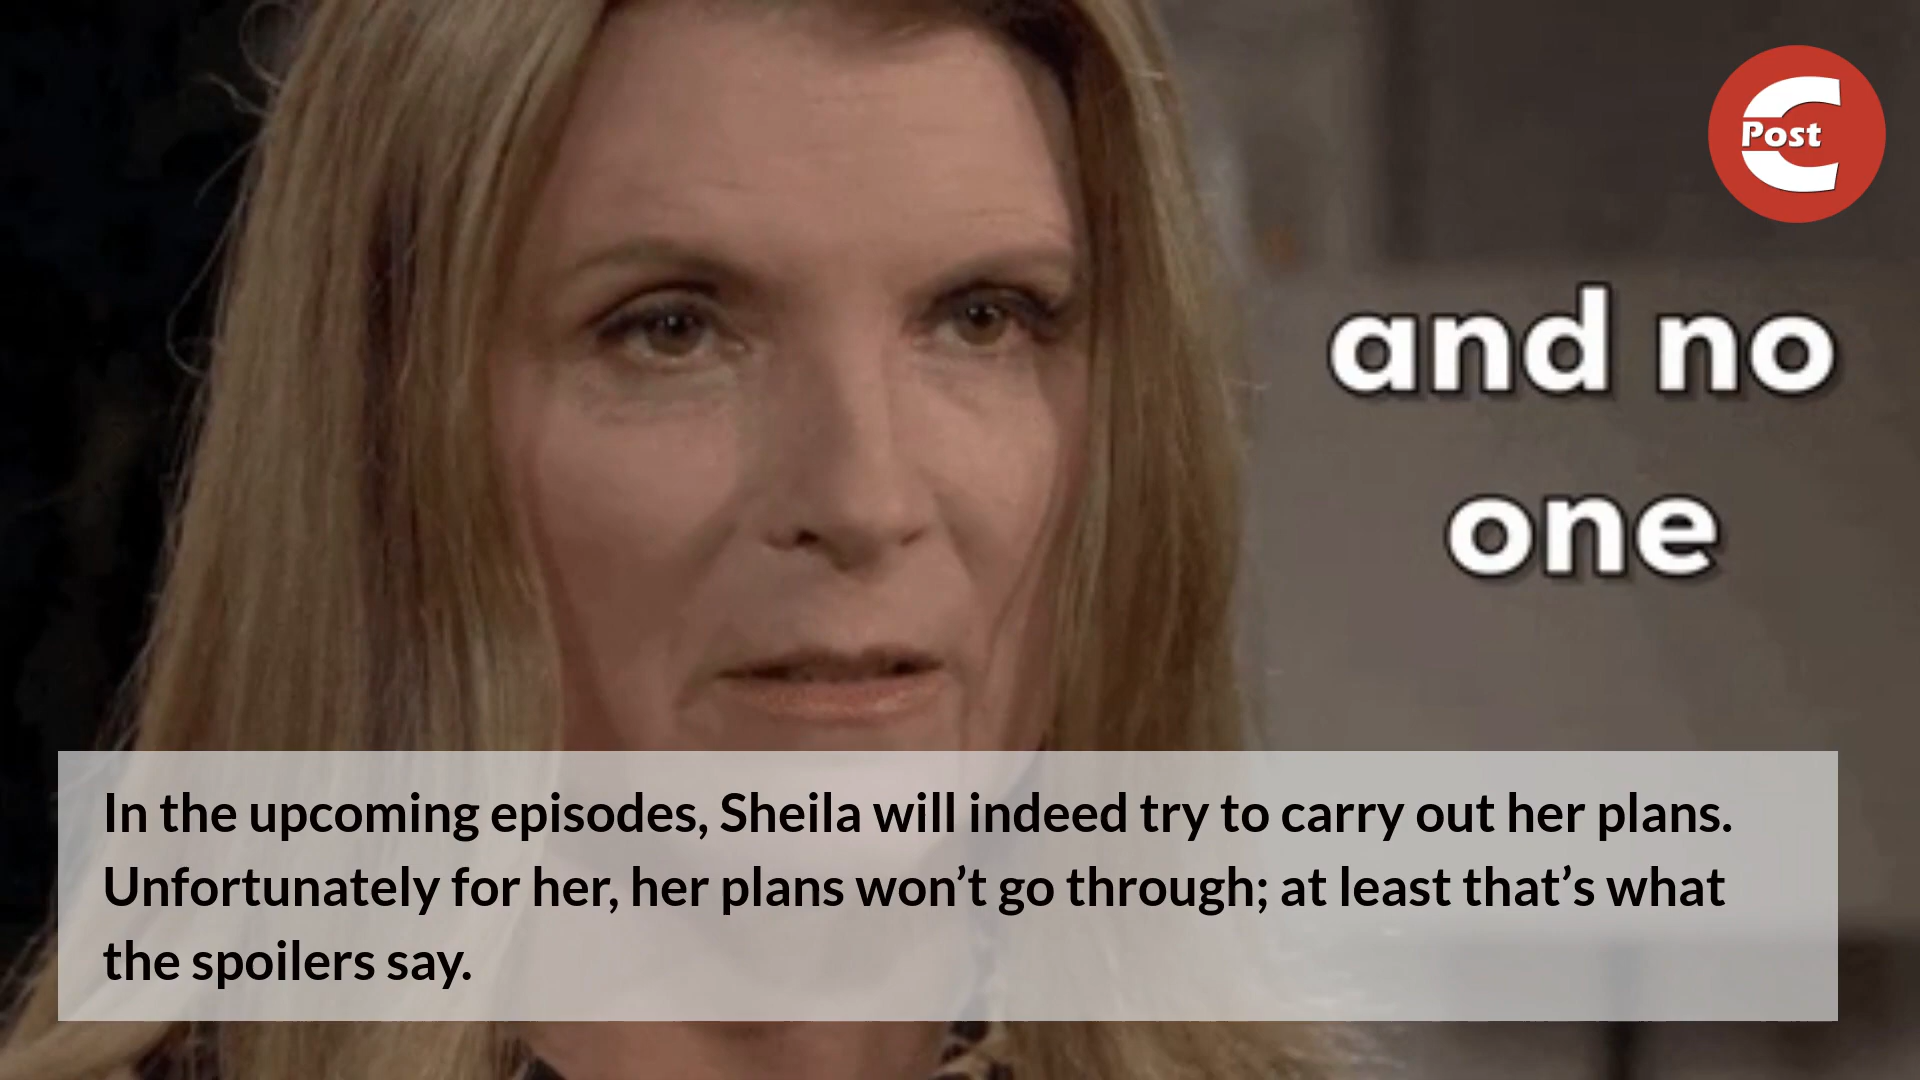 Post
and no
one
In the upcoming episodes, Sheila will indeed try to carry out her plans.
Unfortunately for her, her plans won’t go through; at least that’s what
the spoilers say.